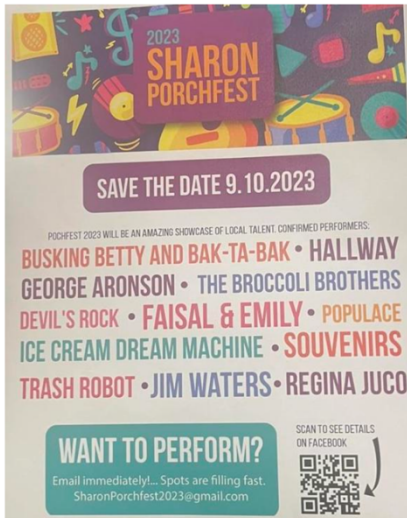 2023
SHARON
PORCHFEST
SAVE THE DATE 9.10.2023
POCHFEST 2023 WILL BE AN AMAZING SHOWCASE OF LOCAL TALENT. CONFIRMED PERFORMERS:
BUSKING BETTY AND BAK-TA-BAK • HALLWAY
GEORGE ARONSON • THE BROCCOLI BROTHERS
DEVIL'S ROCK • FAISAL & EMILY • POPULACE
ICE CREAM DREAM MACHINE • SOUVENIRS
TRASH ROBOT • JIM WATERS • REGINA JUCO
WANT TO PERFORM?
Email immediately!... Spots are filling fast.
SharonPorchfest2023@gmail.com
SCAN TO SEE DETAILS
ON FACEBOOK